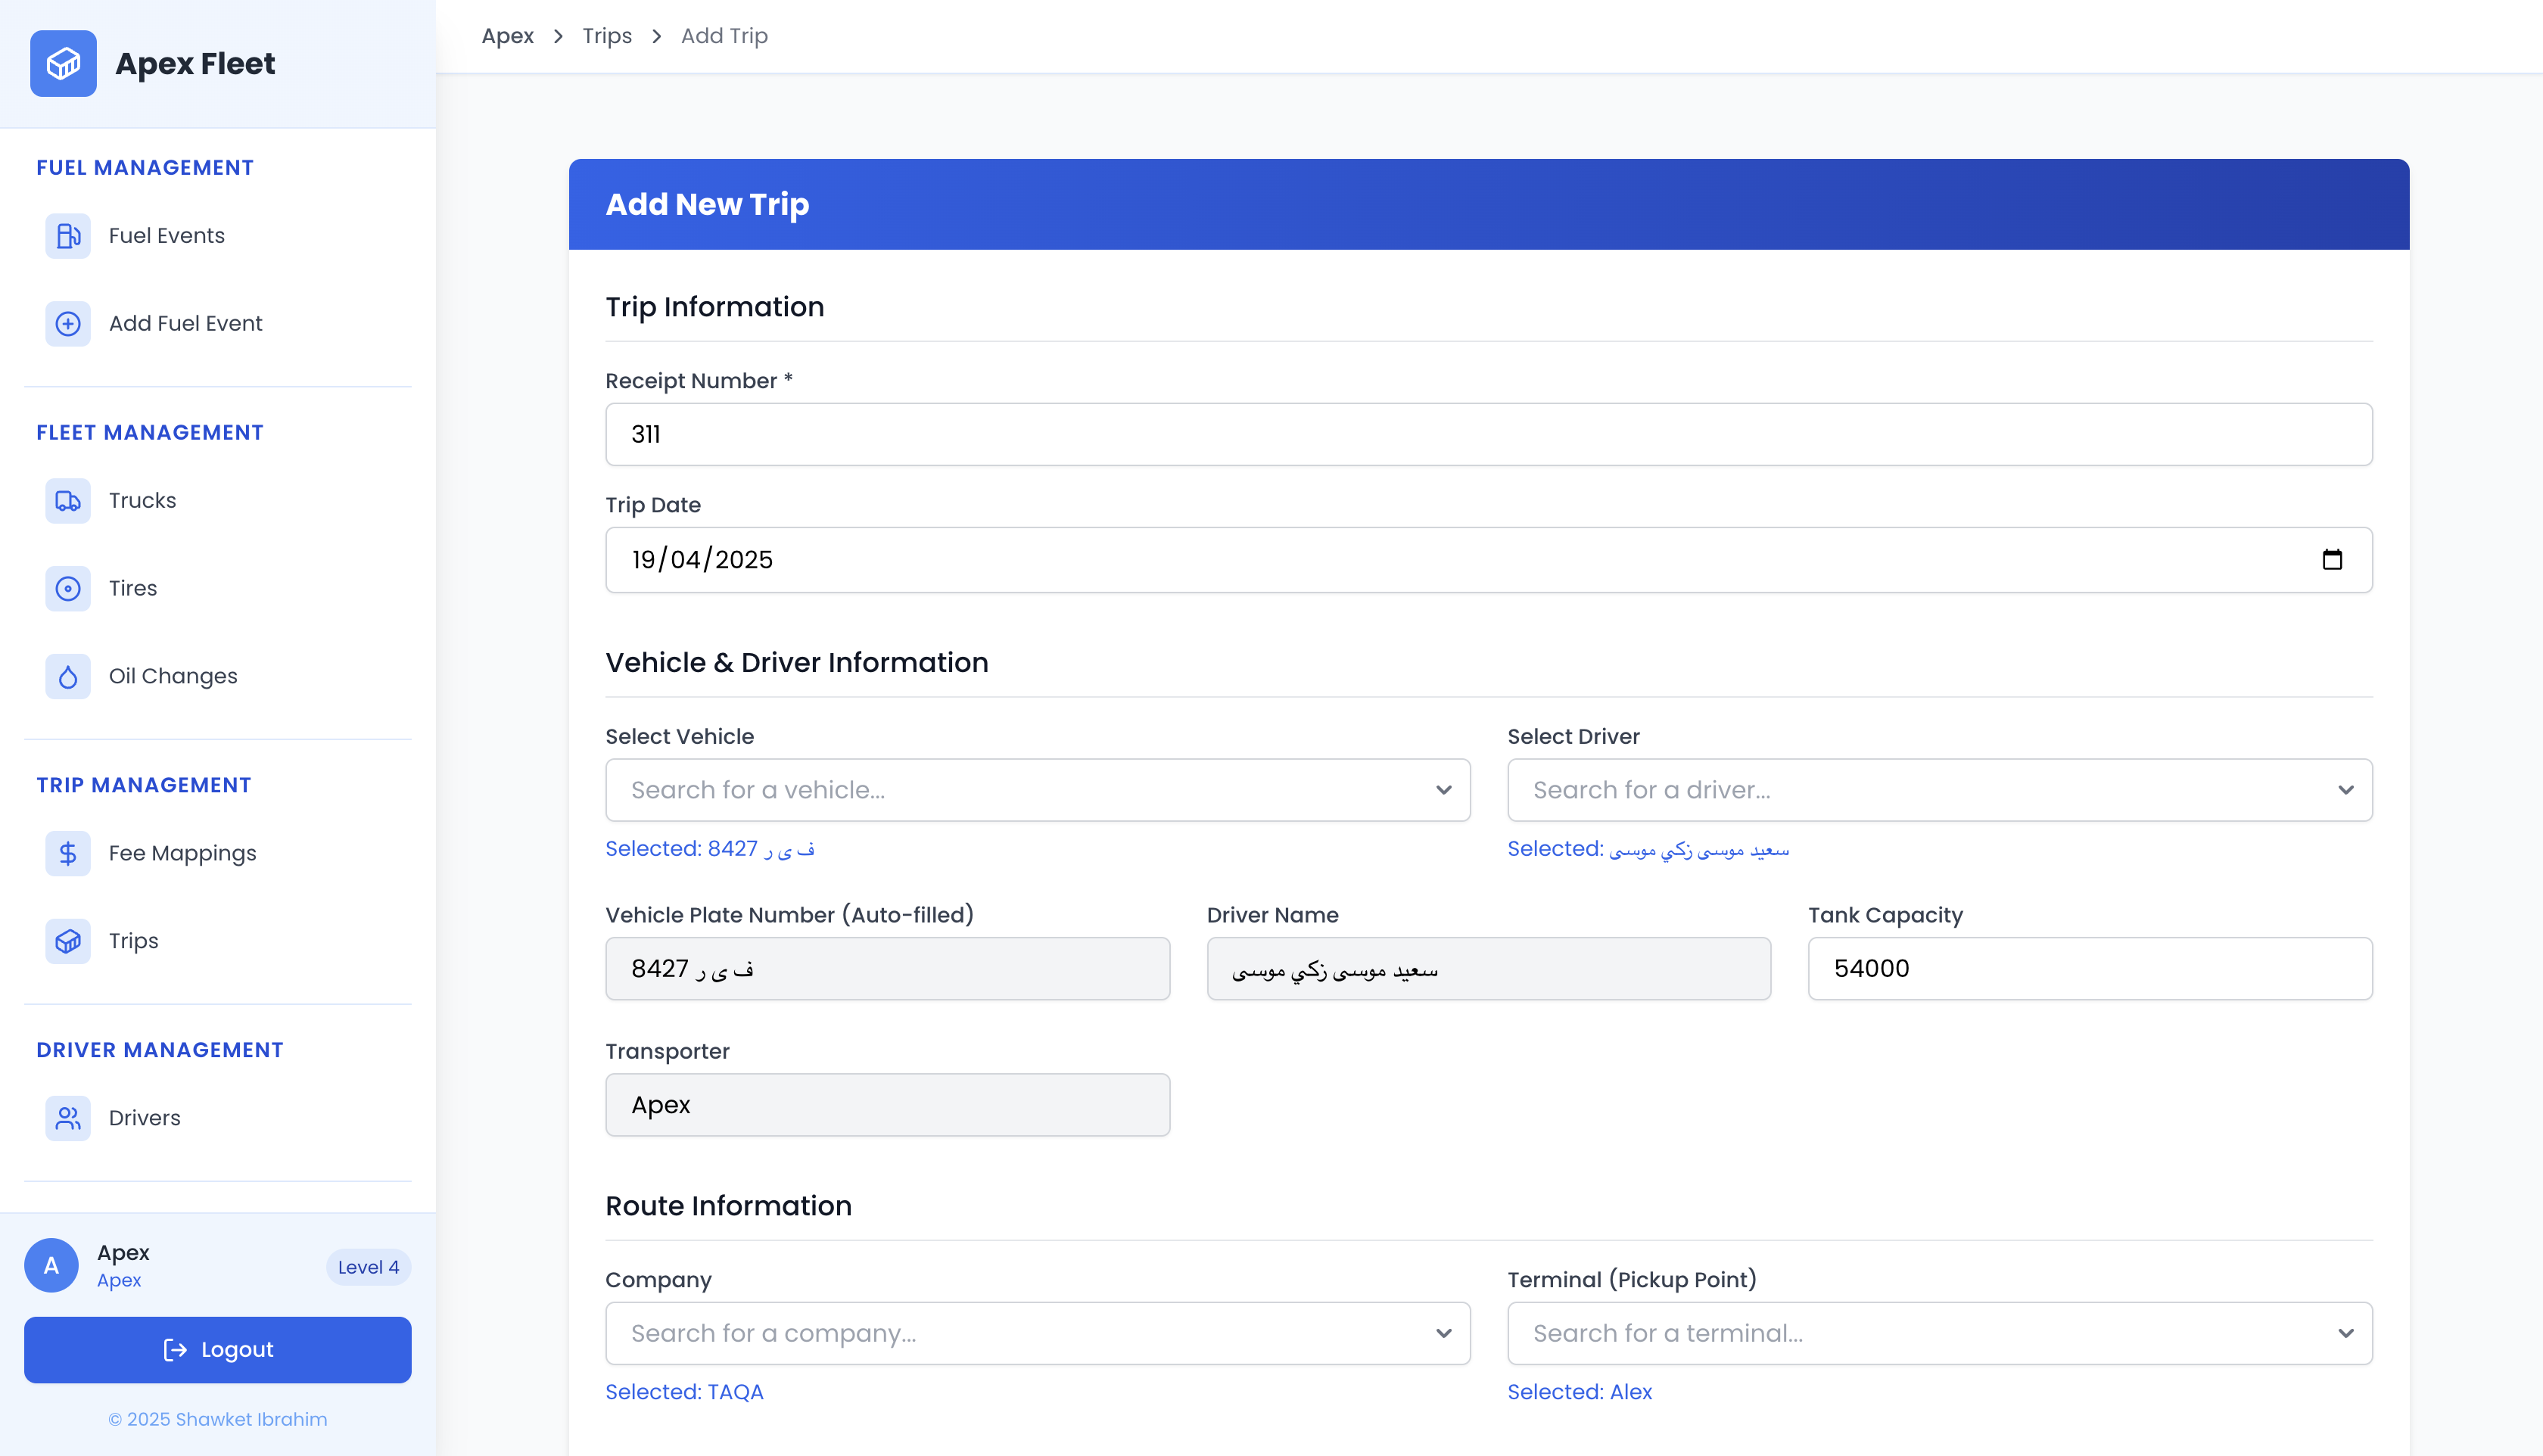 Apex Fleet
FUEL MANAGEMENT
Fuel Events
Add Fuel Event
FLEET MANAGEMENT
Trucks
Tires
Oil Changes
TRIP MANAGEMENT
Fee Mappings
Trips
DRIVER MANAGEMENT
Drivers
A
Apex
Apex
Level 4
Logout
© 2025 Shawket Ibrahim
Apex > Trips > Add Trip
Add New Trip
Trip Information
Receipt Number *
311
Trip Date
19/04/2025
Vehicle & Driver Information
Select Vehicle
Search for a vehicle...
Selected: 8427 ف ى ر
Select Driver
Search for a driver...
Selected: سعيد موسى زكي موسى
Vehicle Plate Number (Auto-filled)
8427 ف ى ر
Driver Name
سعيد موسى زكي موسى
Tank Capacity
54000
Transporter
Apex
Route Information
Company
Search for a company...
Selected: TAQA
Terminal (Pickup Point)
Search for a terminal...
Selected: Alex